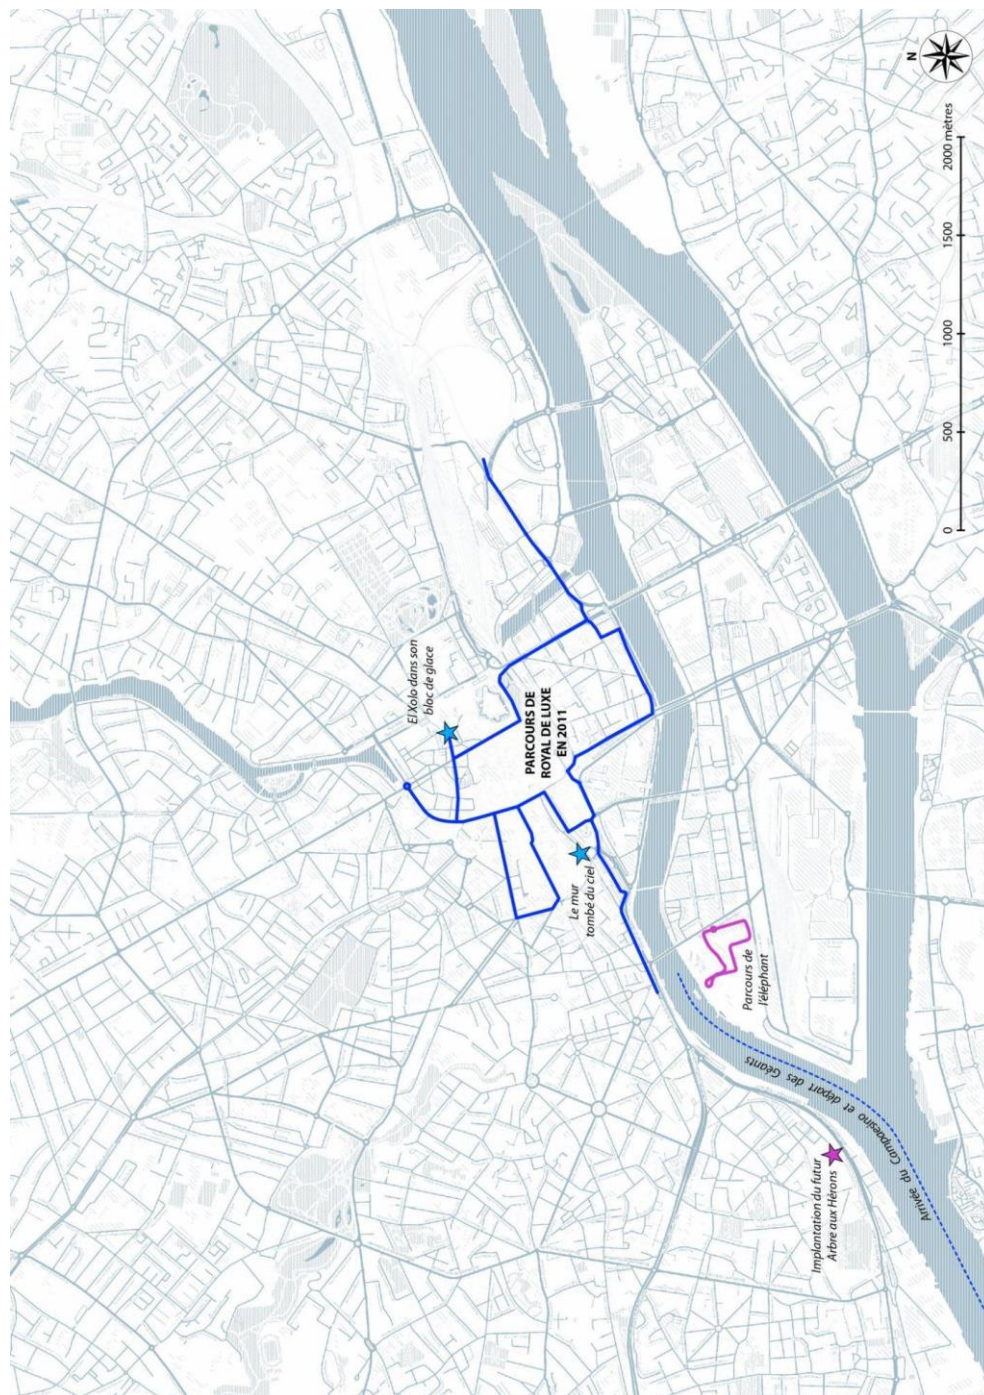 N
2000 mètres
1500
1000
500
0
El Xolo dans son
bloc de glace
PARCOURS DE
ROYAL DE LUXE
EN 2011
Le mur
tombé du ciel
Parcours de
l'éléphant
Arrivée du Campoesino et départ des Géants
Implantation du futur
Arbre aux Hérons